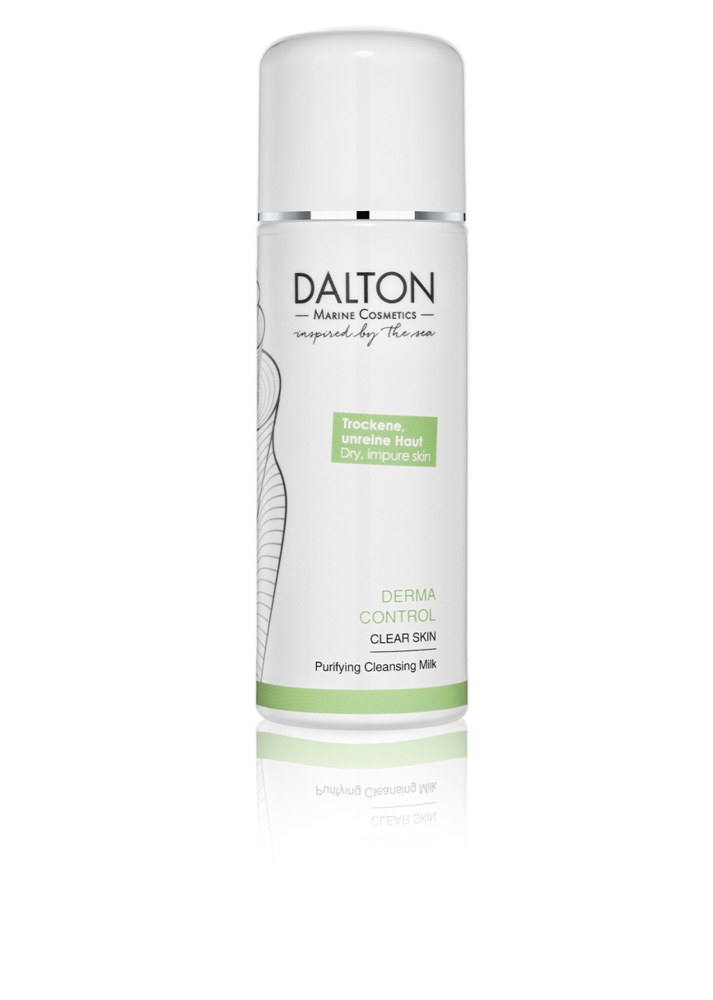 DALTON
— MARINE COSMETICS —
inspired by the sea
Trockene,
unreine Haut
Dry, impure skin
DERMA
CONTROL
CLEAR SKIN
Purifying Cleansing Milk